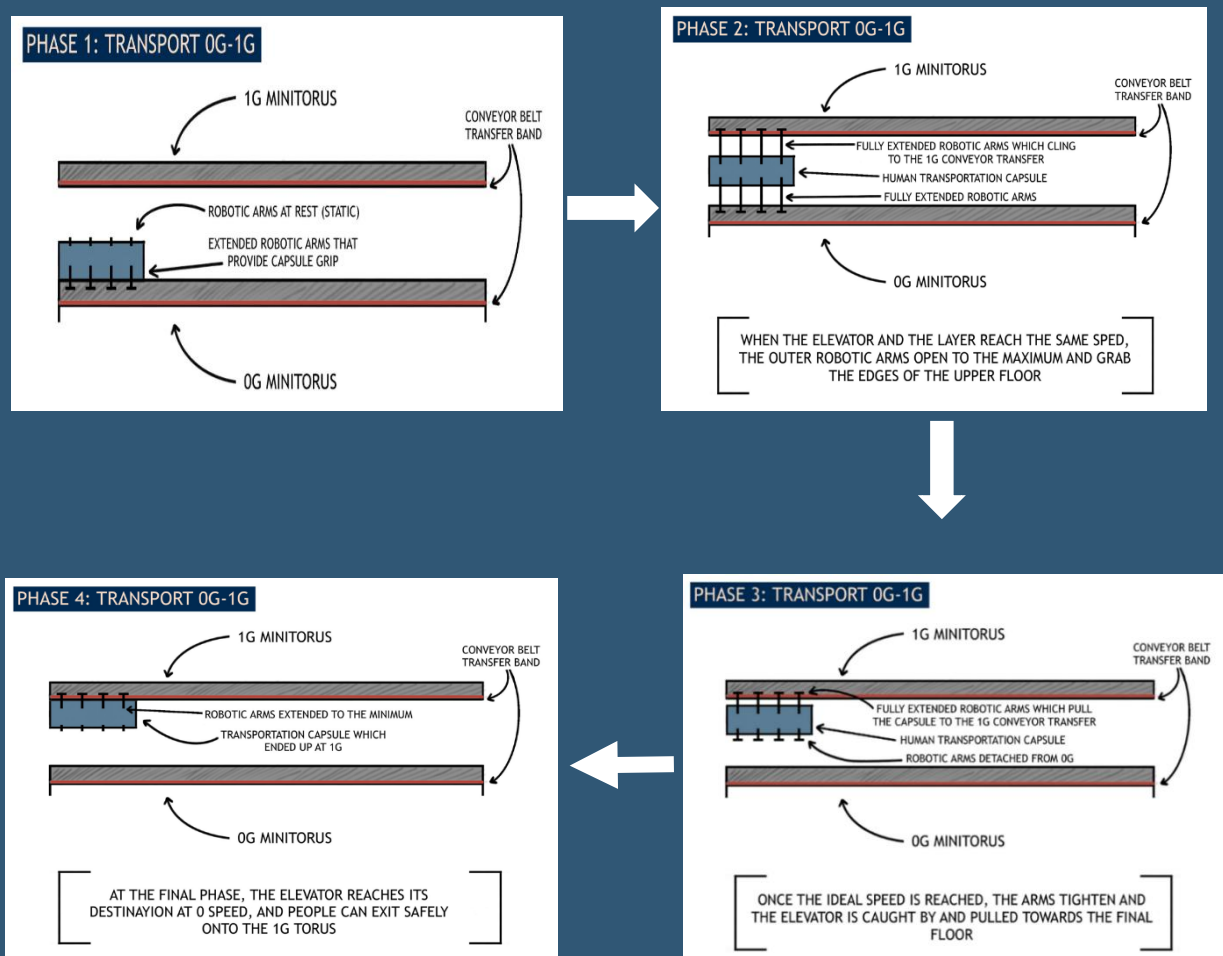 PHASE 1: TRANSPORT 0G-1G
1G MINITORUS
CONVEYOR BELT
TRANSFER BAND
ROBOTIC ARMS AT REST (STATIC)
EXTENDED ROBOTIC ARMS THAT
PROVIDE CAPSULE GRIP
0G MINITORUS
PHASE 2: TRANSPORT 0G-1G
1G MINITORUS
CONVEYOR BELT
TRANSFER BAND
FULLY EXTENDED ROBOTIC ARMS WHICH CLING
TO THE 1G CONVEYOR TRANSFER
HUMAN TRANSPORTATION CAPSULE
FULLY EXTENDED ROBOTIC ARMS
0G MINITORUS
WHEN THE ELEVATOR AND THE LAYER REACH THE SAME SPED,
THE OUTER ROBOTIC ARMS OPEN TO THE MAXIMUM AND GRAB
THE EDGES OF THE UPPER FLOOR
PHASE 3: TRANSPORT 0G-1G
1G MINITORUS
CONVEYOR BELT
TRANSFER BAND
FULLY EXTENDED ROBOTIC ARMS WHICH PULL
THE CAPSULE TO THE 1G CONVEYOR TRANSFER
HUMAN TRANSPORTATION CAPSULE
ROBOTIC ARMS DETACHED FROM 0G
0G MINITORUS
ONCE THE IDEAL SPEED IS REACHED, THE ARMS TIGHTEN AND
THE ELEVATOR IS CAUGHT BY AND PULLED TOWARDS THE FINAL
FLOOR
PHASE 4: TRANSPORT 0G-1G
1G MINITORUS
CONVEYOR BELT
TRANSFER BAND
ROBOTIC ARMS EXTENDED TO THE MINIMUM
TRANSPORTATION CAPSULE WHICH
ENDED UP AT 1G
0G MINITORUS
AT THE FINAL PHASE, THE ELEVATOR REACHES ITS
DESTINAYION AT 0 SPEED, AND PEOPLE CAN EXIT SAFELY
ONTO THE 1G TORUS